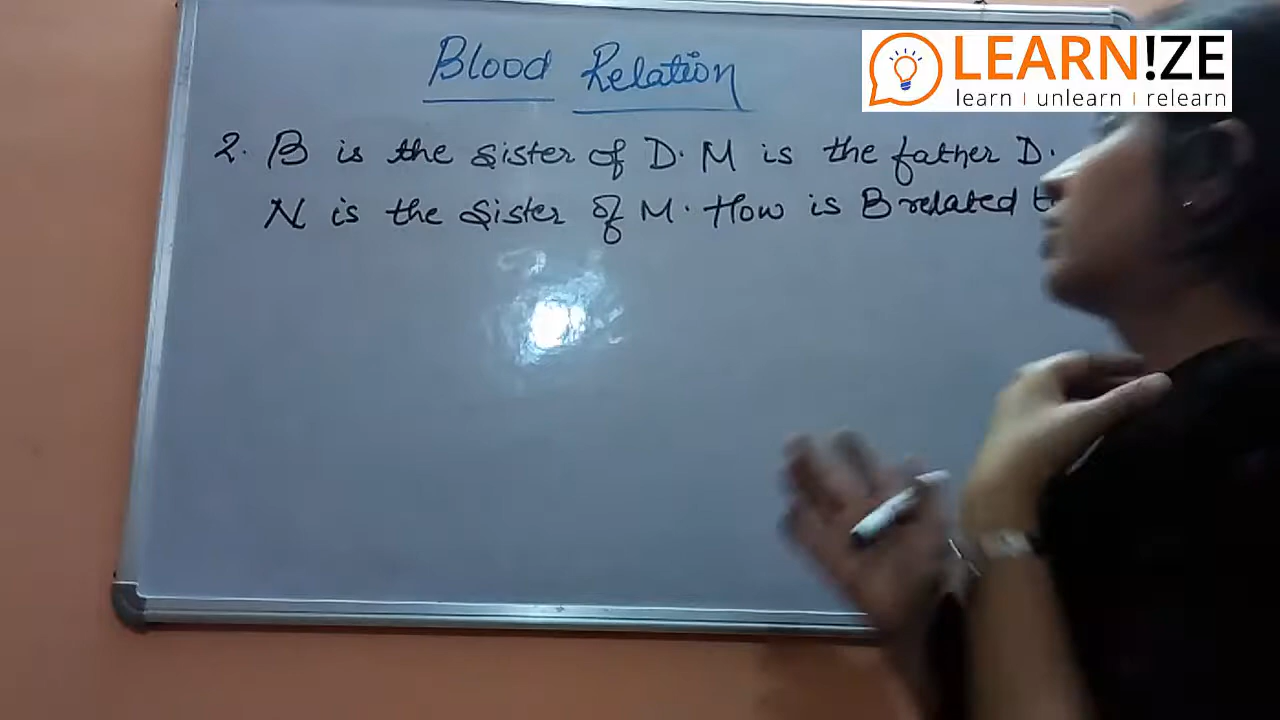 Blood Relation
LEARN!ZE
learn | unlearn | relearn
2. B is the sister of D. M is the father D.
N is the sister of M. How is B related